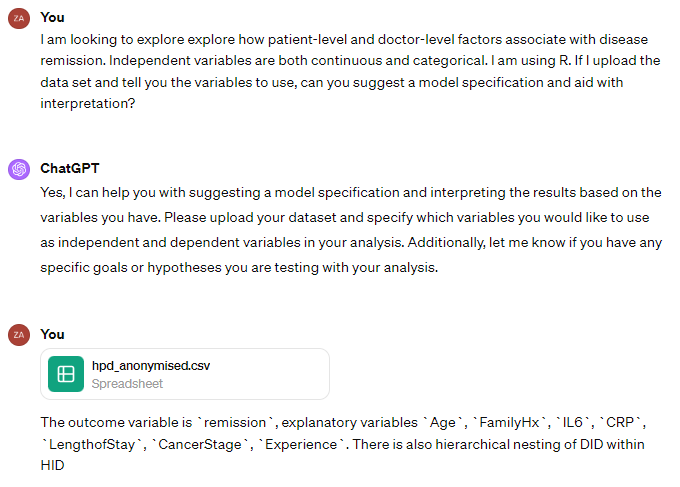 ZA
You
I am looking to explore explore how patient-level and doctor-level factors associate with disease
remission. Independent variables are both continuous and categorical. I am using R. If I upload the
data set and tell you the variables to use, can you suggest a model specification and aid with
interpretation?
ChatGPT
Yes, I can help you with suggesting a model specification and interpreting the results based on the
variables you have. Please upload your dataset and specify which variables you would like to use
as independent and dependent variables in your analysis. Additionally, let me know if you have any
specific goals or hypotheses you are testing with your analysis.
ZA
You
hpd_anonymised.csv
Spreadsheet
The outcome variable is `remission`, explanatory variables `Age`, `FamilyHx`, `IL6`, `CRP`,
`LengthofStay`, `CancerStage`, `Experience`. There is also hierarchical nesting of DID within
HID